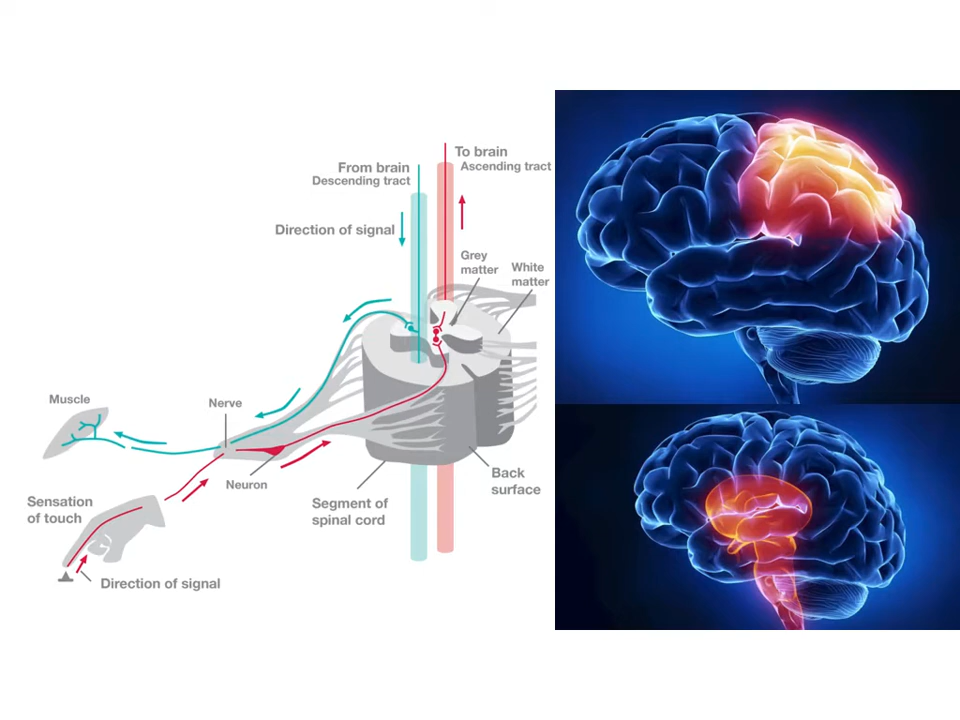 To brain
Ascending tract
From brain
Descending tract
Direction of signal
Grey
matter
White
matter
Muscle
Nerve
Neuron
Back
surface
Segment of
spinal cord
Sensation
of touch
Direction of signal